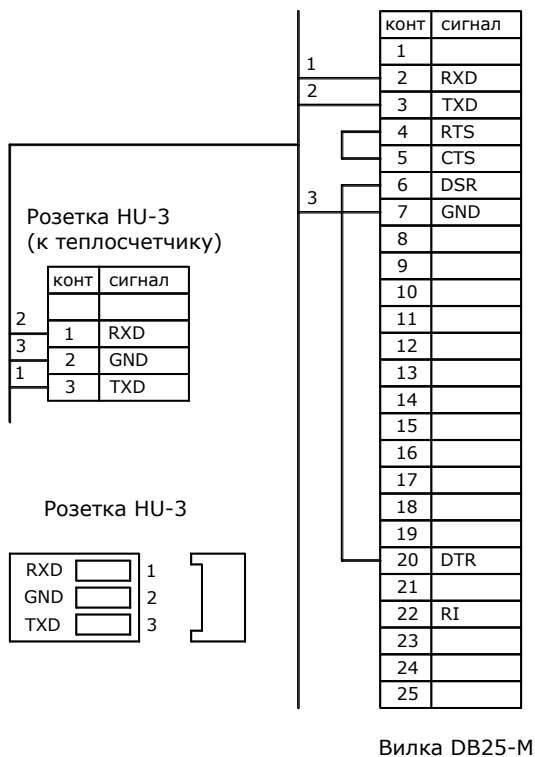 конт сигнал
1
1
2 RXD
2
3 TXD
4 RTS
5 CTS
6 DSR
3
7 GND
8
9
10
11
12
13
14
15
16
17
18
19
20 DTR
21
22 RI
23
24
25
Вилка DB25-M
Розетка HU-3
(к теплосчетчику)
конт сигнал
2
1 RXD
3
2 GND
1
3 TXD
Розетка HU-3
RXD 1
GND 2
TXD 3